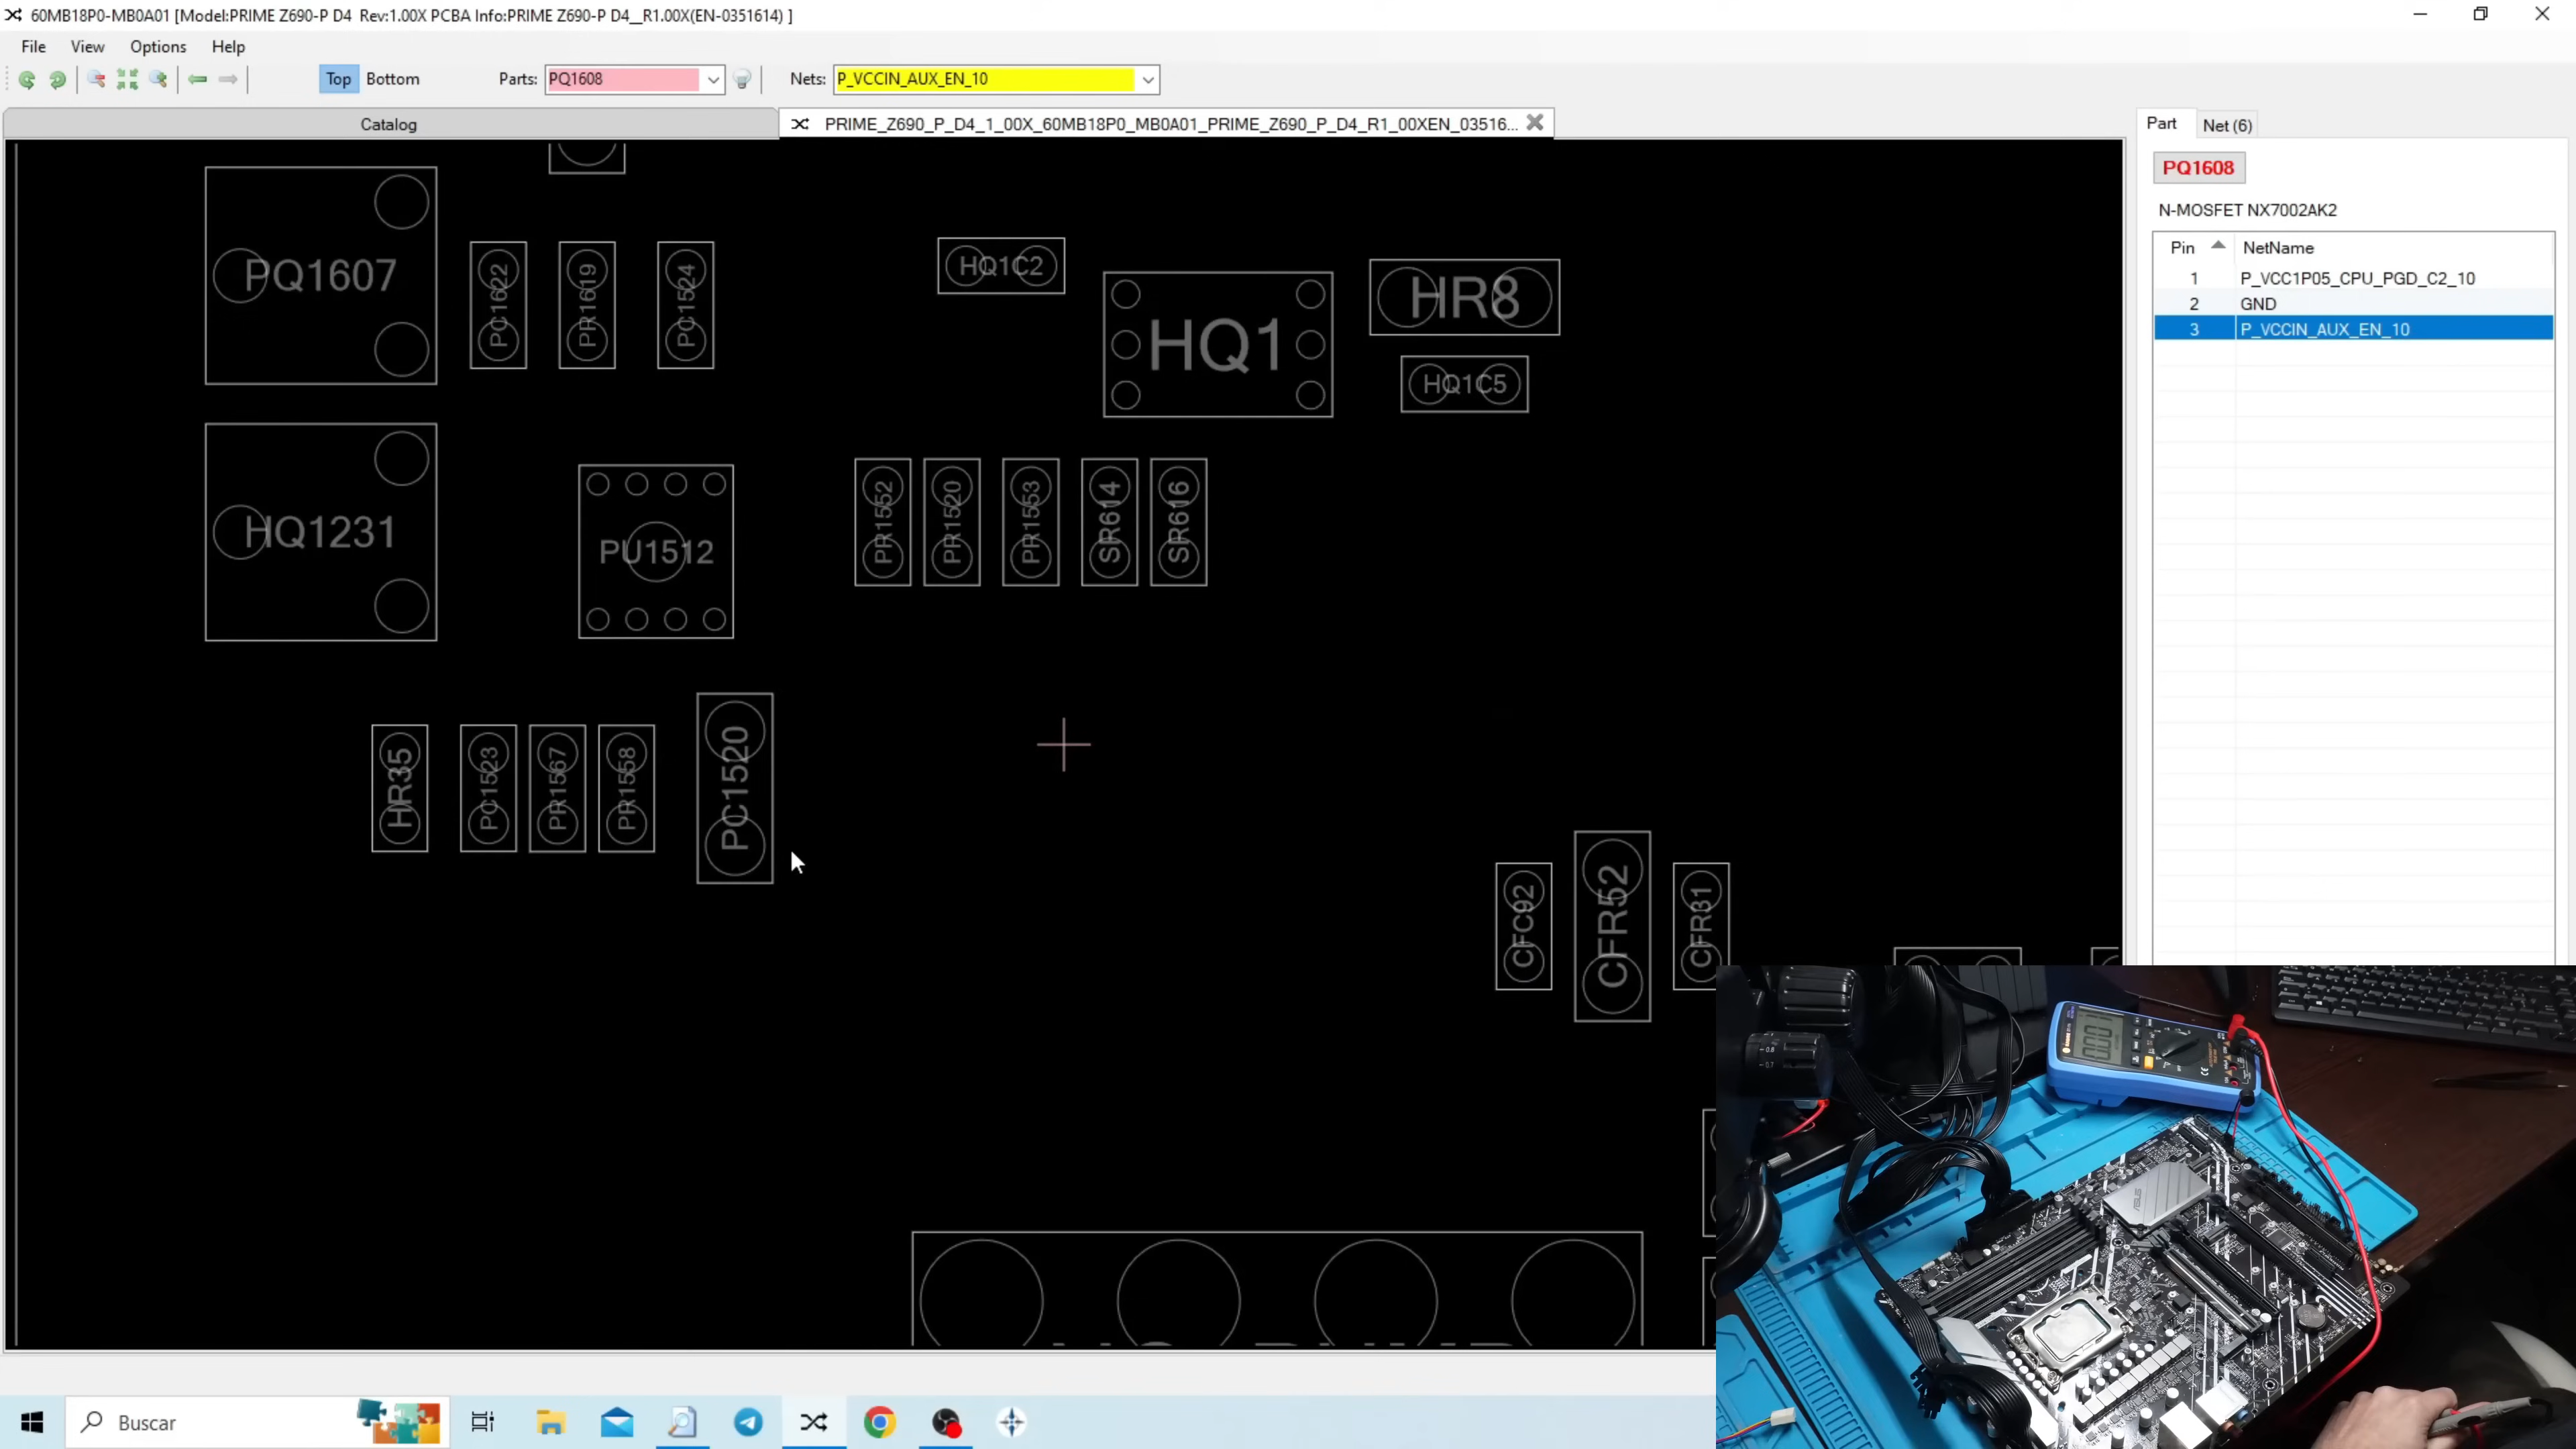 60MB18P0-MB0A01 [Model:PRIME Z690-P D4 Rev:1.00X PCBA Info:PRIME Z690-P D4__R1.00X(EN-0351614) ]
File View Options Help
Top Bottom Parts: PQ1608 Nets: P_VCCIN_AUX_EN_10
Catalog PRIME_Z690_P_D4_1_00X_60MB18P0_MB0A01_PRIME_Z690_P_D4_R1_00XEN_03516...
Part Net (6)
PQ1608
N-MOSFET NX7002AK2
Pin NetName
1 P_VCC1P05_CPU_PGD_C2_10
2 GND
3 P_VCCIN_AUX_EN_10
PQ1607
PC1622
PR1619
PC1524
HQ1C2
HQ1
HR8
HQ1C5
HQ1231
PU1512
PR1552
PR1520
PR1553
SR614
SR616
HR35
PC1523
PR1567
PR1558
PC1520
CFC92
CFR52
CFR31
Buscar